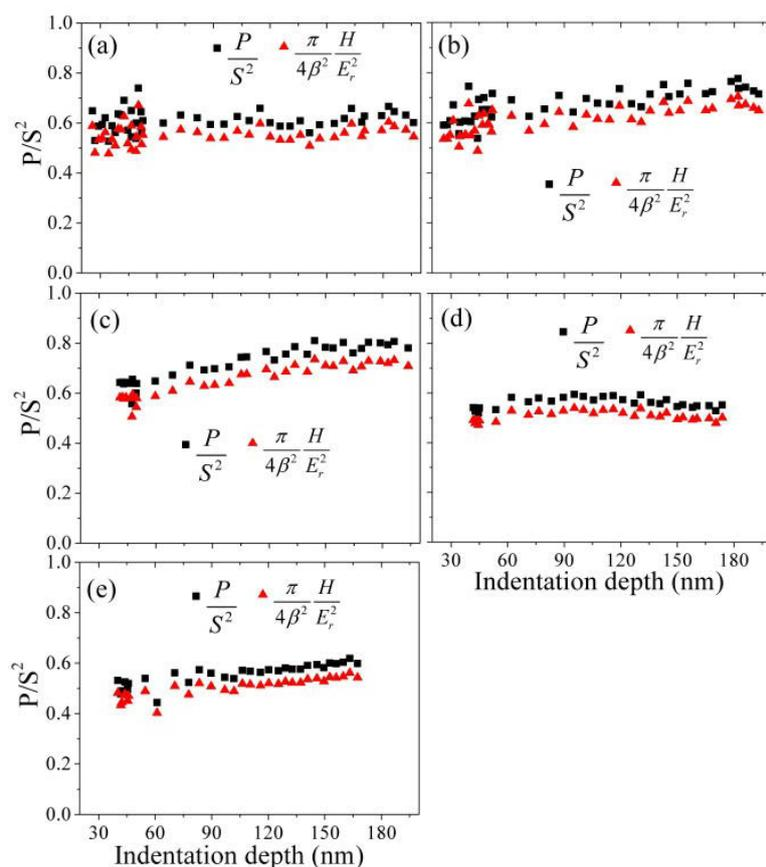 (a) P/S² π/4β² H/E_r²
(b) P/S² π/4β² H/E_r²
P/S²
1.0
0.8
0.6
0.4
0.2
0.0
(c) P/S² π/4β² H/E_r²
(d) P/S² π/4β² H/E_r²
P/S²
1.0
0.8
0.6
0.4
0.2
0.0
30 60 90 120 150 180
Indentation depth (nm)
(e) P/S² π/4β² H/E_r²
P/S²
1.0
0.8
0.6
0.4
0.2
0.0
30 60 90 120 150 180
Indentation depth (nm)